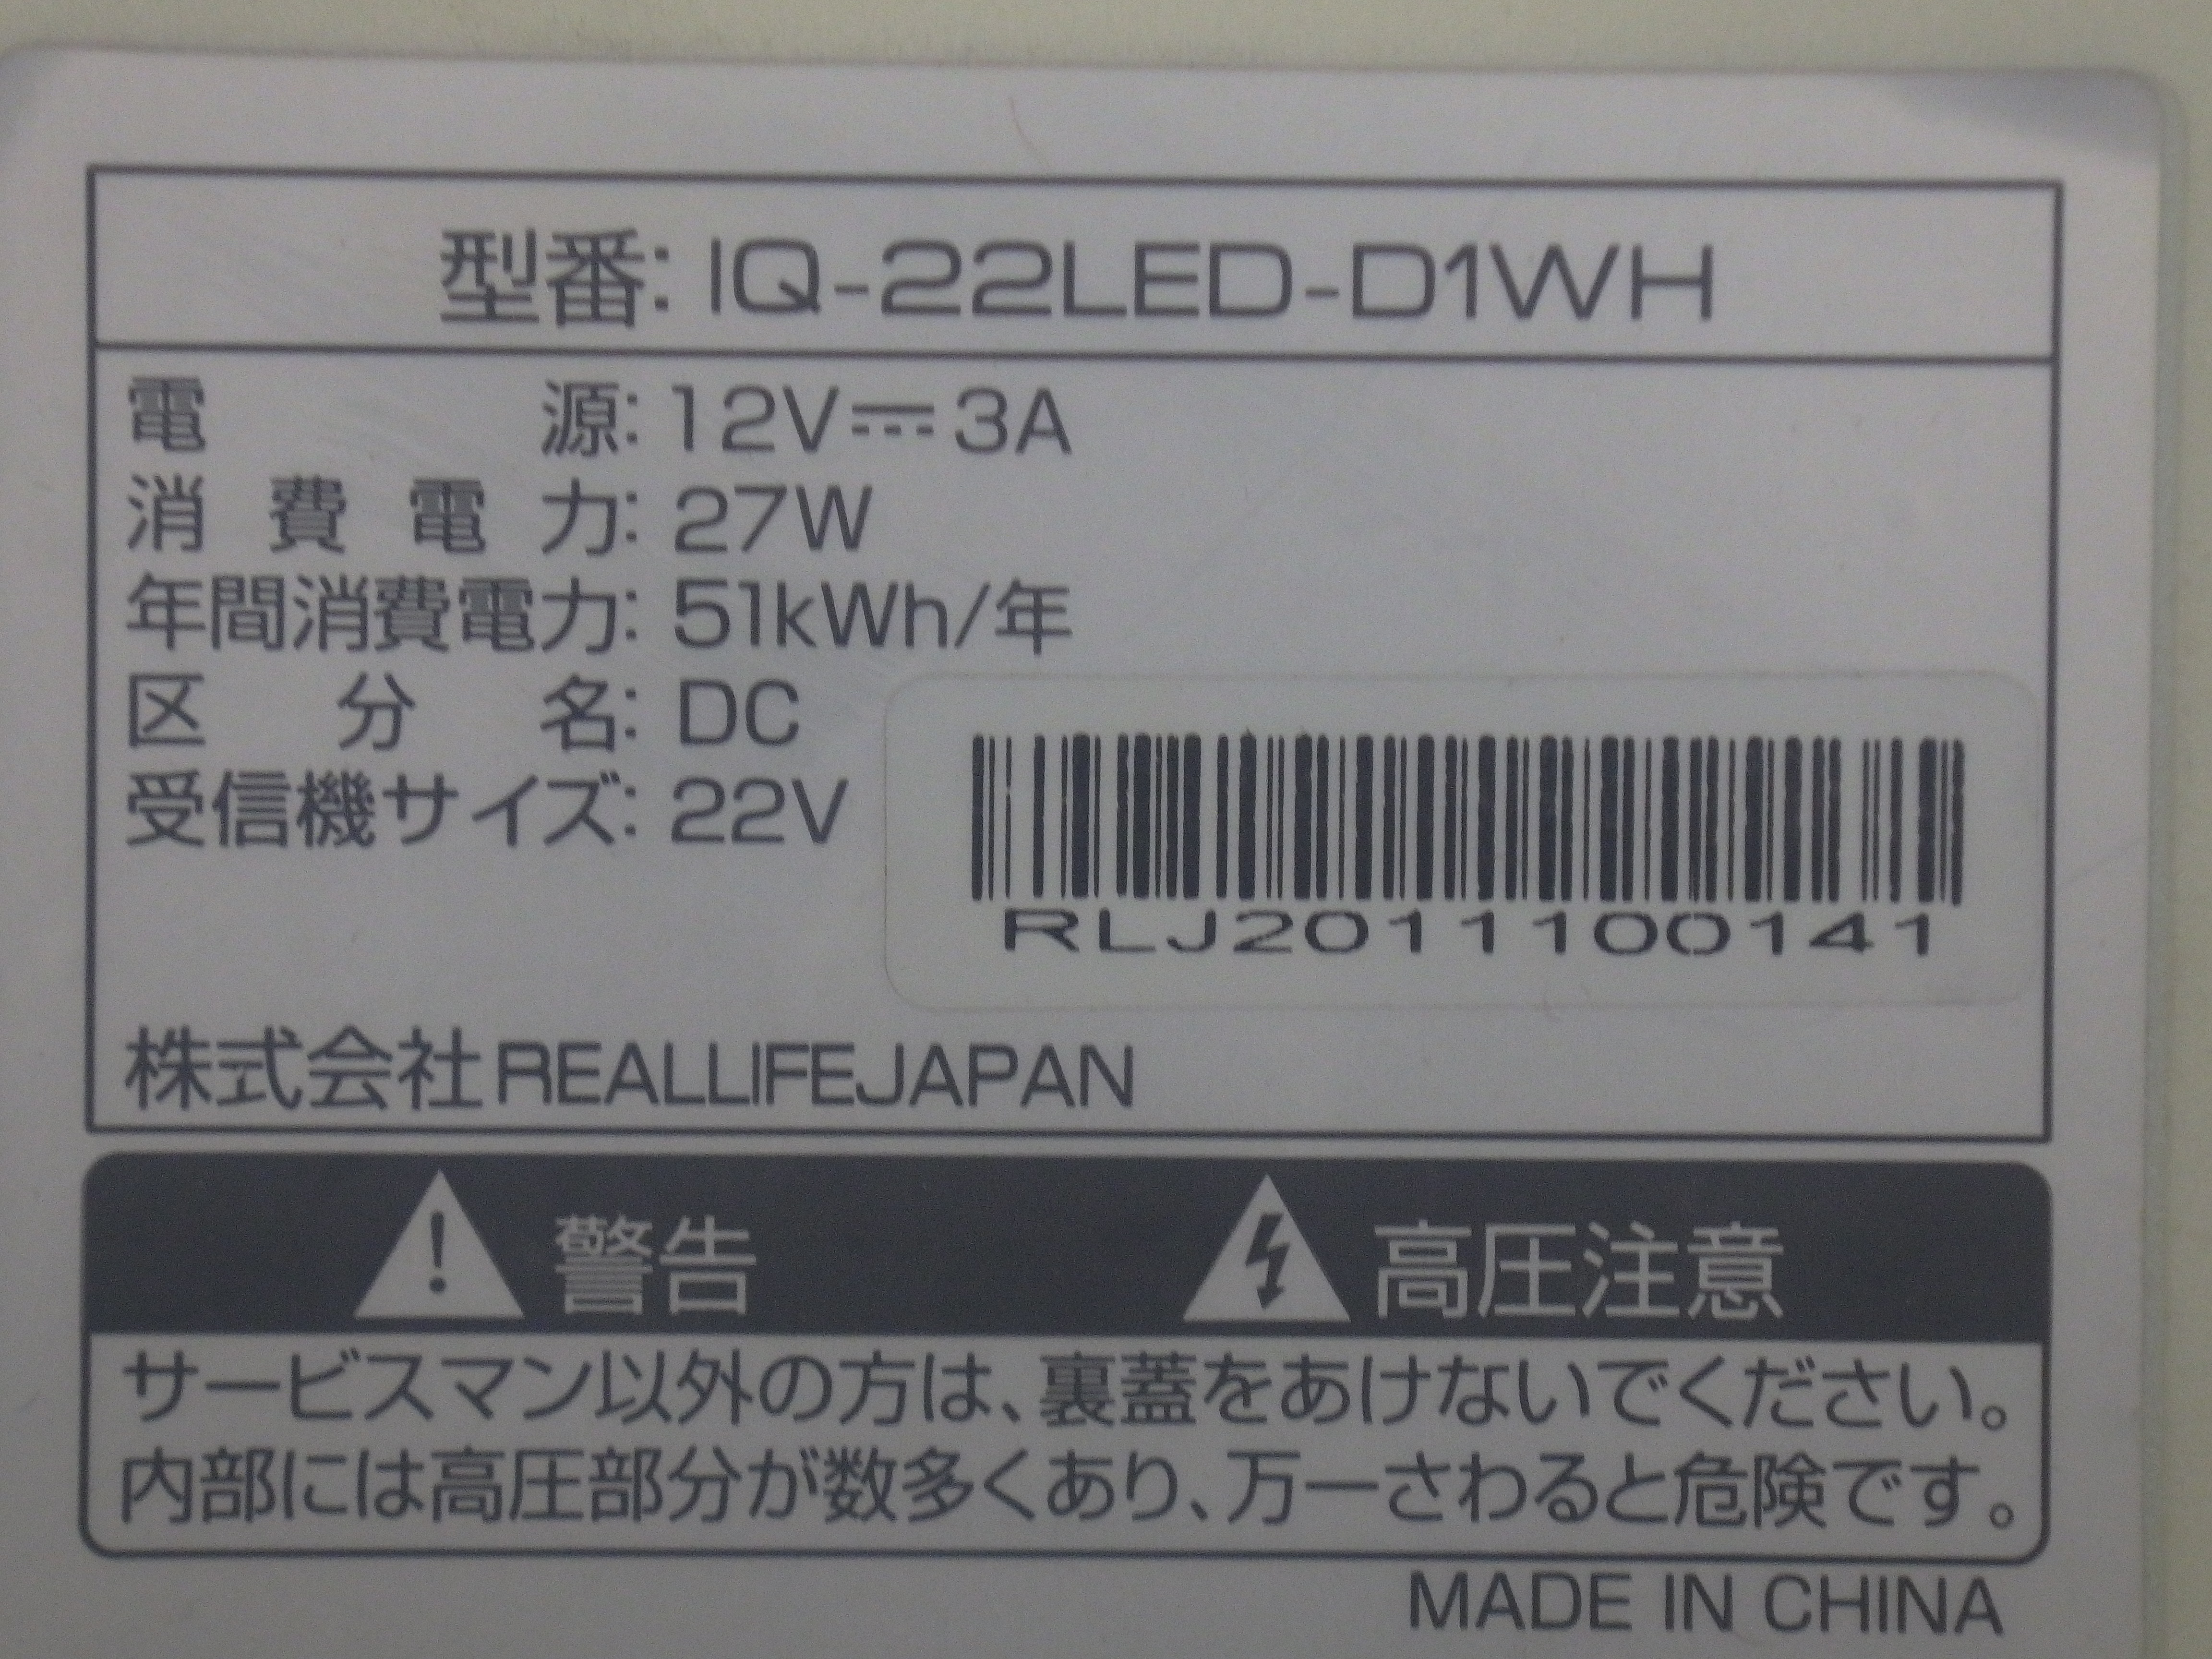 型番: IQ-22LED-D1WH
電源: 12V⎓3A
消費電力: 27W
年間消費電力: 51kWh/年
区分名: DC
受信機サイズ: 22V
RLJ2011100141
株式会社REALLIFEJAPAN
警告 高圧注意
サービスマン以外の方は、裏蓋をあけないでください。
内部には高圧部分が数多くあり、万一さわると危険です。
MADE IN CHINA